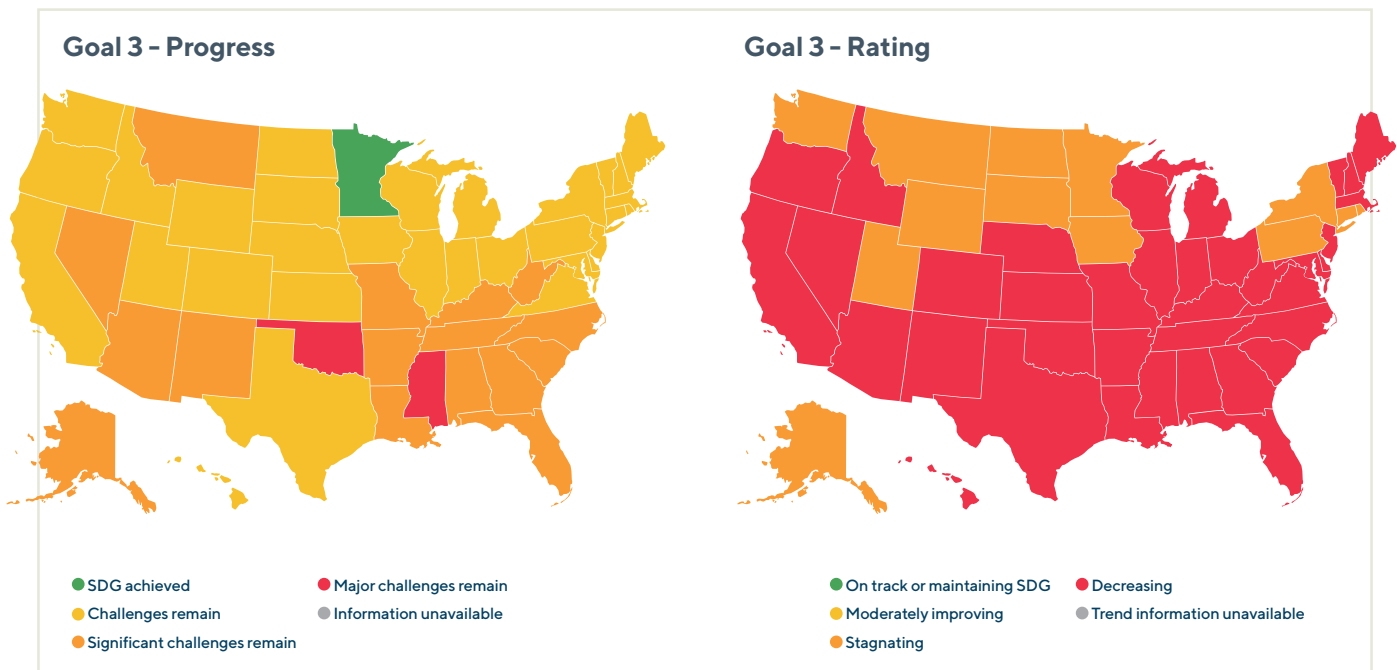 Goal 3 – Progress
Goal 3 – Rating
SDG achieved
Challenges remain
Significant challenges remain
Major challenges remain
Information unavailable
On track or maintaining SDG
Moderately improving
Stagnating
Decreasing
Trend information unavailable